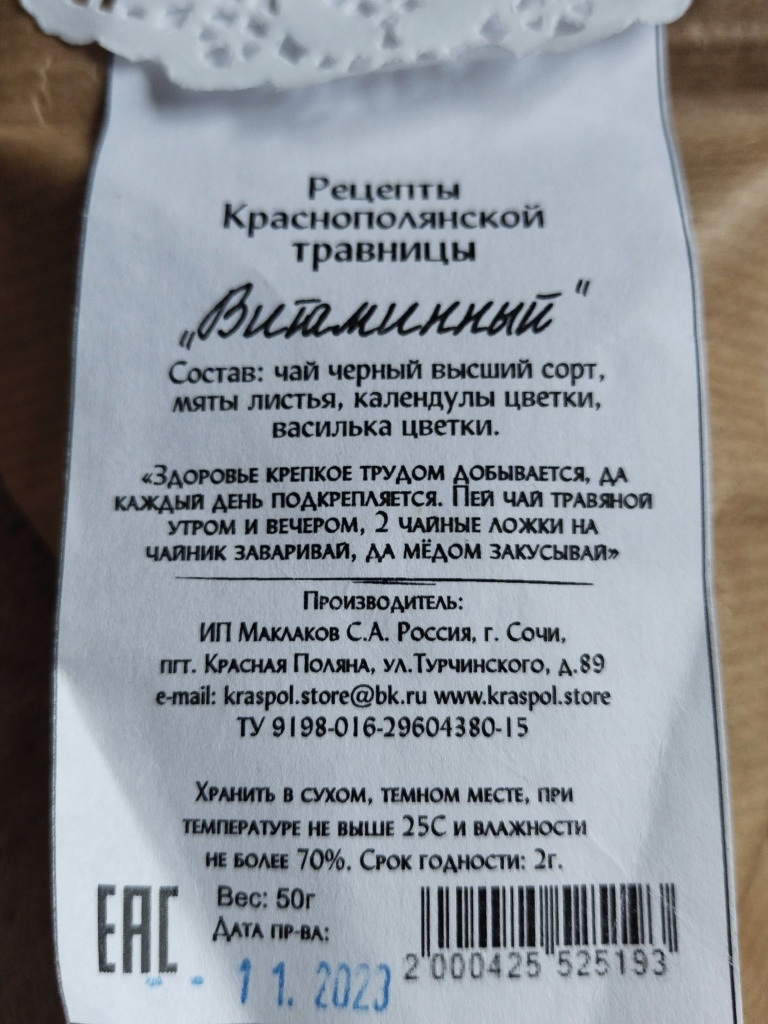 Рецепты
Краснополянской
травницы
„Витаминный"
Состав: чай черный высший сорт,
мяты листья, календулы цветки,
василька цветки.
«Здоровье крепкое трудом добывается, да
каждый день подкрепляется. Пей чай травяной
утром и вечером, 2 чайные ложки на
чайник заваривай, да мёдом закусывай»
Производитель:
ИП Маклаков С.А. Россия, г. Сочи,
пгт. Красная Поляна, ул.Турчинского, д.89
e-mail: kraspol.store@bk.ru www.kraspol.store
ТУ 9198-016-29604380-15
Хранить в сухом, темном месте, при
температуре не выше 25С и влажности
не более 70%. Срок годности: 2г.
EAC
Вес: 50г
Дата пр-ва:
- - 1 1. 2023
2 000425 525193